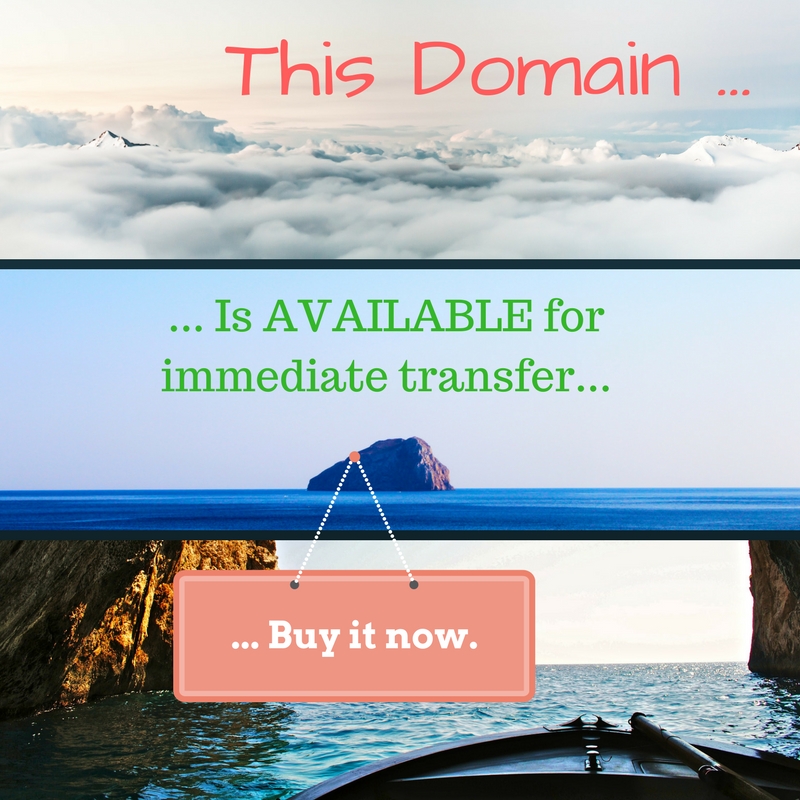 This Domain ...
... Is AVAILABLE for
immediate transfer...
... Buy it now.